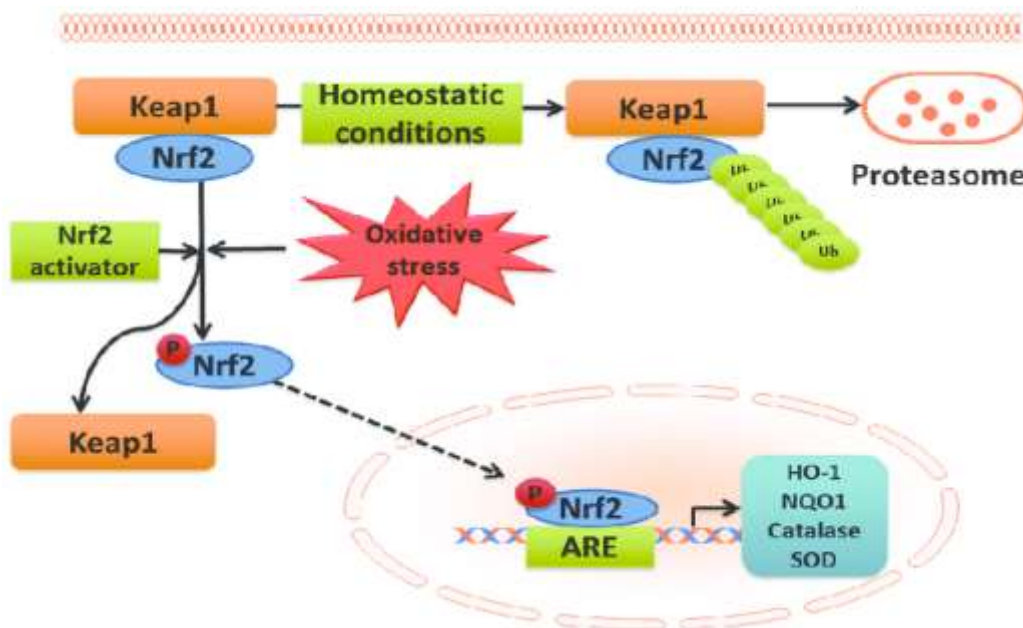 Keap1
Nrf2
Homeostatic
conditions
Keap1
Nrf2
Ub
Proteasome
Nrf2
activator
Oxidative
stress
P
Nrf2
Keap1
P
Nrf2
ARE
HO-1
NQO1
Catalase
SOD